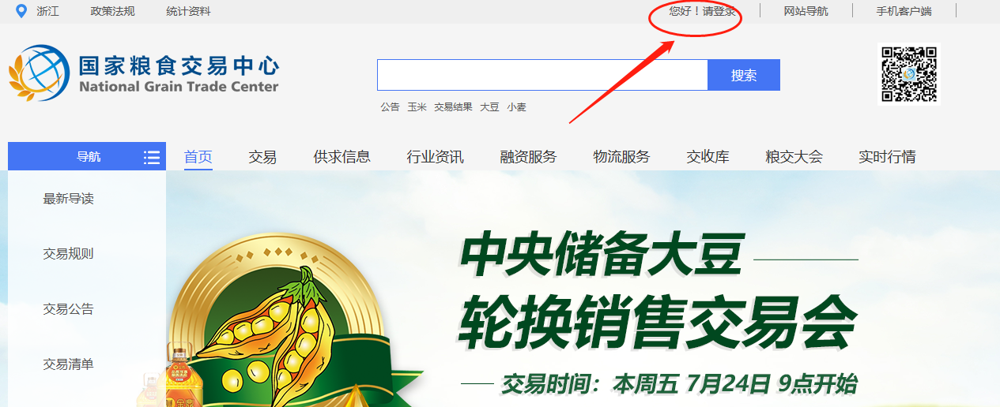 浙江 政策法规 统计资料 您好！请登录 网站导航 手机客户端
国家粮食交易中心
National Grain Trade Center
搜索
公告 玉米 交易结果 大豆 小麦
导航 首页 交易 供求信息 行业资讯 融资服务 物流服务 交收库 粮交大会 实时行情
最新导读
交易规则
交易公告
交易清单
中央储备大豆
轮换销售交易会
交易时间：本周五 7月24日 9点开始